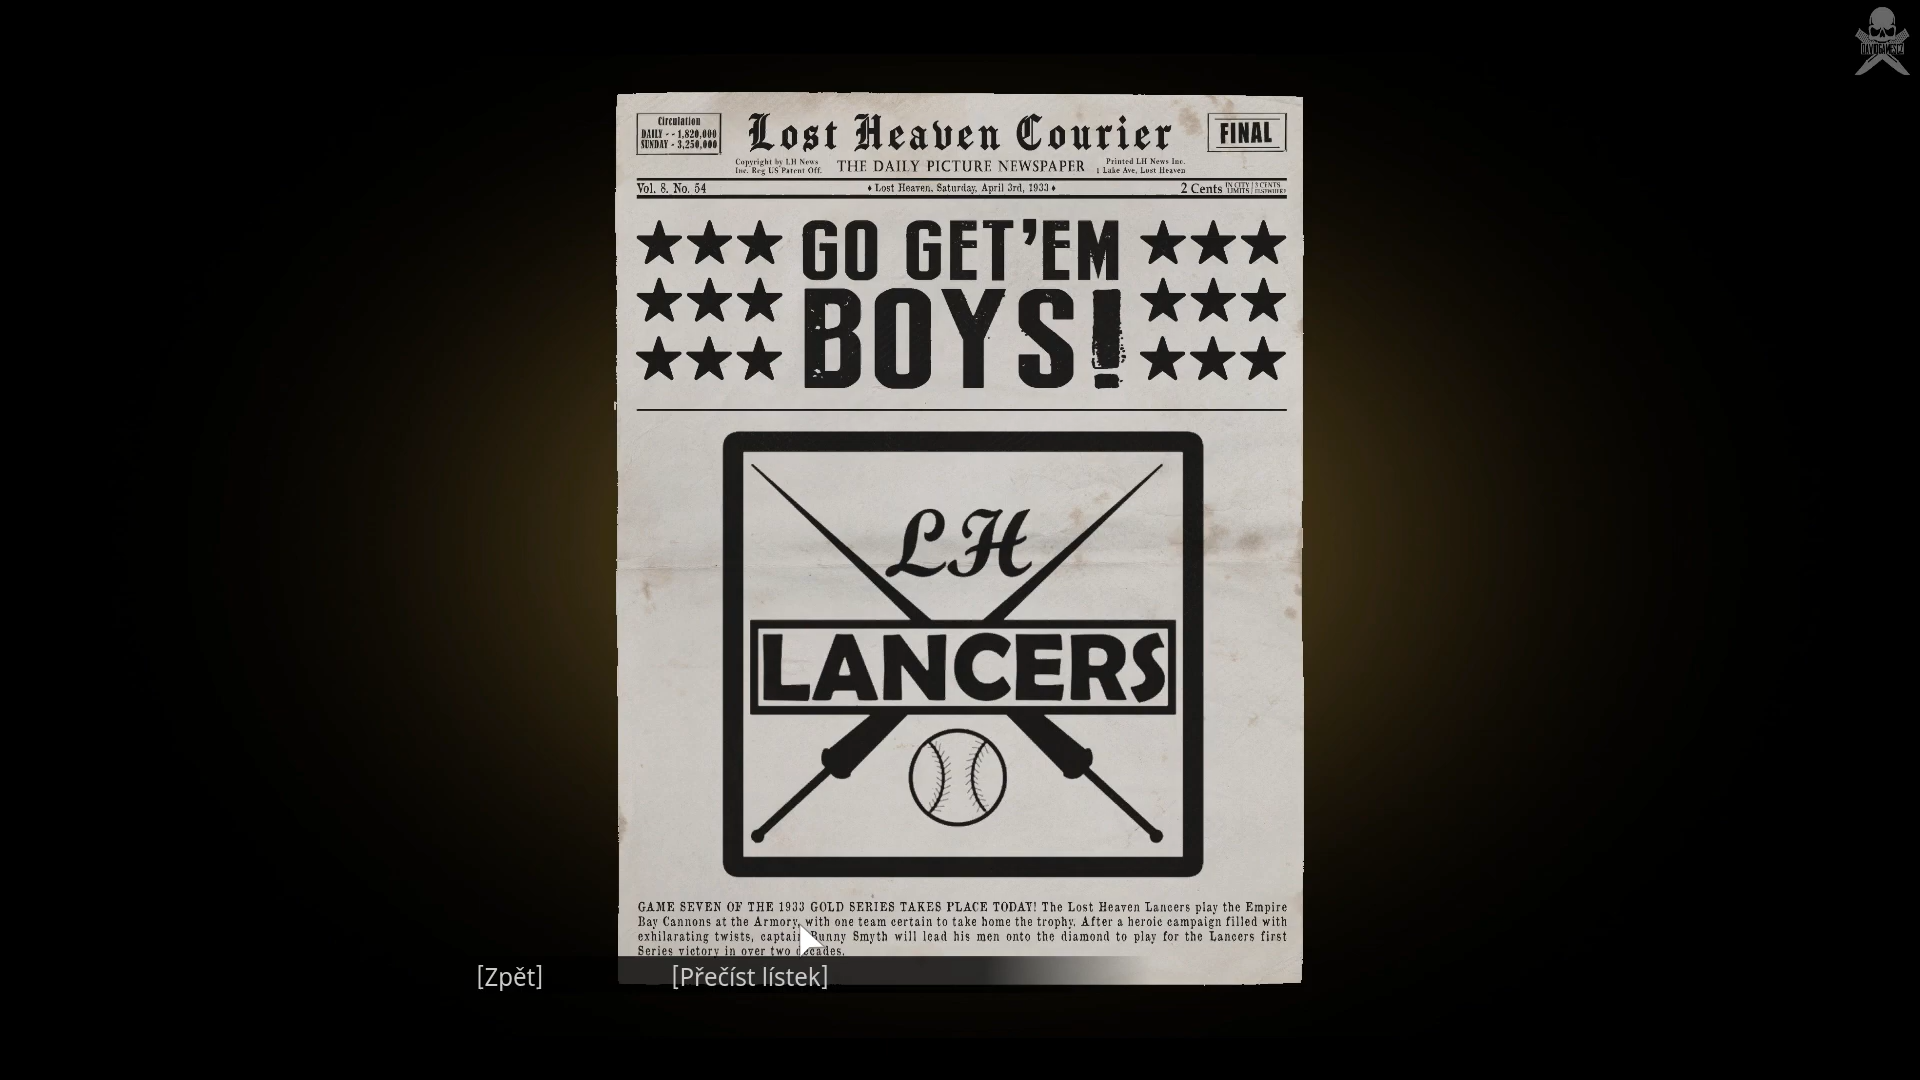 Circulation
DAILY - - 1,820,000
SUNDAY - 3,250,000
Lost Heaven Courier
FINAL
Copyright by LH News
Inc. Reg US Patent Off.
THE DAILY PICTURE NEWSPAPER
Printed LH News Inc.
1 Lake Ave, Lost Heaven
Vol. 8. No. 54
♦ Lost Heaven, Saturday, April 3rd, 1933 ♦
2 Cents IN CITY LIMITS | 3 CENTS ELSEWHERE
GO GET'EM
BOYS!
LH
LANCERS
GAME SEVEN OF THE 1933 GOLD SERIES TAKES PLACE TODAY! The Lost Heaven Lancers play the Empire
Bay Cannons at the Armory, with one team certain to take home the trophy. After a heroic campaign filled with
exhilarating twists, captain Bunny Smyth will lead his men onto the diamond to play for the Lancers first
Series victory in over two decades.
[Zpět]
[Přečíst lístek]